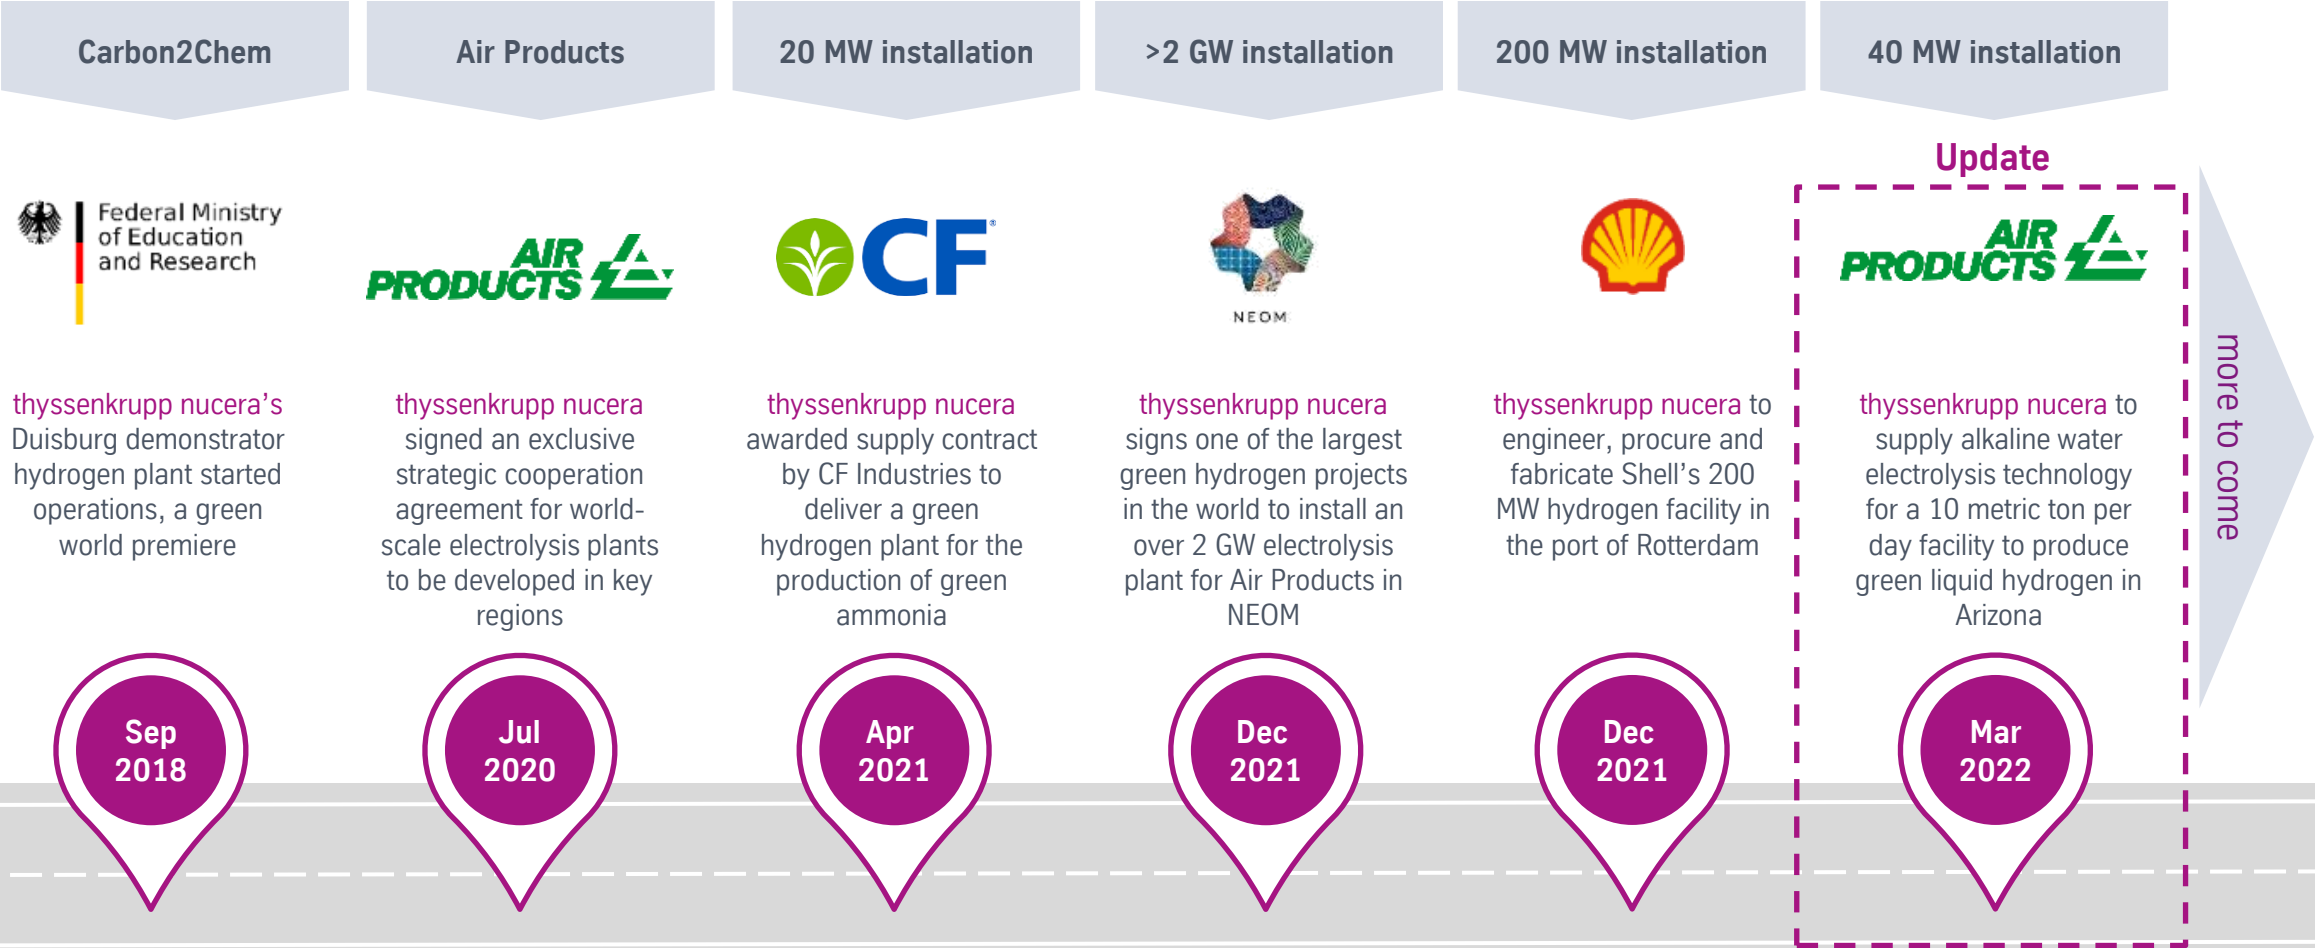 Carbon2Chem
Federal Ministry
of Education
and Research
thyssenkrupp nucera’s
Duisburg demonstrator
hydrogen plant started
operations, a green
world premiere
Sep
2018
Air Products
AIR
PRODUCTS
thyssenkrupp nucera
signed an exclusive
strategic cooperation
agreement for world-
scale electrolysis plants
to be developed in key
regions
Jul
2020
20 MW installation
CF®
thyssenkrupp nucera
awarded supply contract
by CF Industries to
deliver a green
hydrogen plant for the
production of green
ammonia
Apr
2021
>2 GW installation
NEOM
thyssenkrupp nucera
signs one of the largest
green hydrogen projects
in the world to install an
over 2 GW electrolysis
plant for Air Products in
NEOM
Dec
2021
200 MW installation
thyssenkrupp nucera to
engineer, procure and
fabricate Shell’s 200
MW hydrogen facility in
the port of Rotterdam
Dec
2021
40 MW installation
Update
AIR
PRODUCTS
thyssenkrupp nucera to
supply alkaline water
electrolysis technology
for a 10 metric ton per
day facility to produce
green liquid hydrogen in
Arizona
Mar
2022
more to come